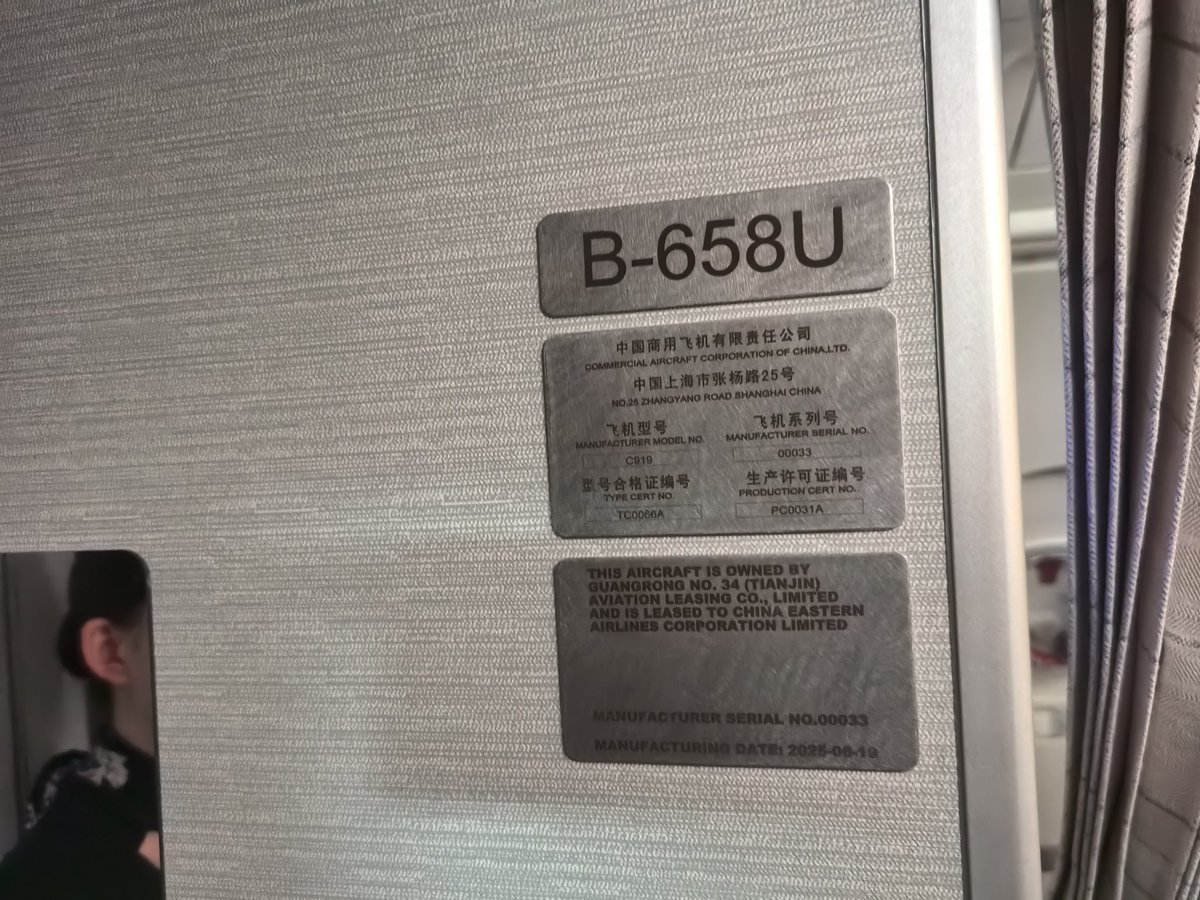 B-658U
中国商用飞机有限责任公司
COMMERCIAL AIRCRAFT CORPORATION OF CHINA,LTD.
中国上海市张杨路25号
NO.25 ZHANGYANG ROAD SHANGHAI CHINA
飞机型号 飞机系列号
MANUFACTURER MODEL NO. MANUFACTURER SERIAL NO.
C919 00033
型号合格证编号 生产许可证编号
TYPE CERT NO. PRODUCTION CERT NO.
TC0066A PC0031A
THIS AIRCRAFT IS OWNED BY
GUANGRONG NO. 34 (TIANJIN)
AVIATION LEASING CO., LIMITED
AND IS LEASED TO CHINA EASTERN
AIRLINES CORPORATION LIMITED
MANUFACTURER SERIAL NO.00033
MANUFACTURING DATE: 2025-06-19